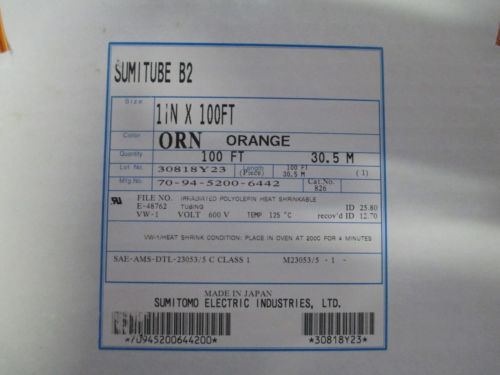 SUMITUBE B2
Size
1iN X 100FT
Color
ORN ORANGE
Quantity
100 FT 30.5 M
Lot No. 30818Y23 Length (Piece) 100 FT 30.5 M (1)
Mfg.No. 70-94-5200-6442 Cat.No. 826
FILE NO. IRRADIATED POLYOLEFIN HEAT SHRINKABLE
E-48762 TUBING ID 25.80
VW-1 VOLT 600 V TEMP 125 °C recov'd ID 12.70
VW-1/HEAT SHRINK CONDITION: PLACE IN OVEN AT 200C FOR 4 MINUTES
SAE-AMS-DTL-23053/5 C CLASS 1 M23053/5 - 1 -
MADE IN JAPAN
SUMITOMO ELECTRIC INDUSTRIES, LTD.
*70945200644200* *30818Y23*